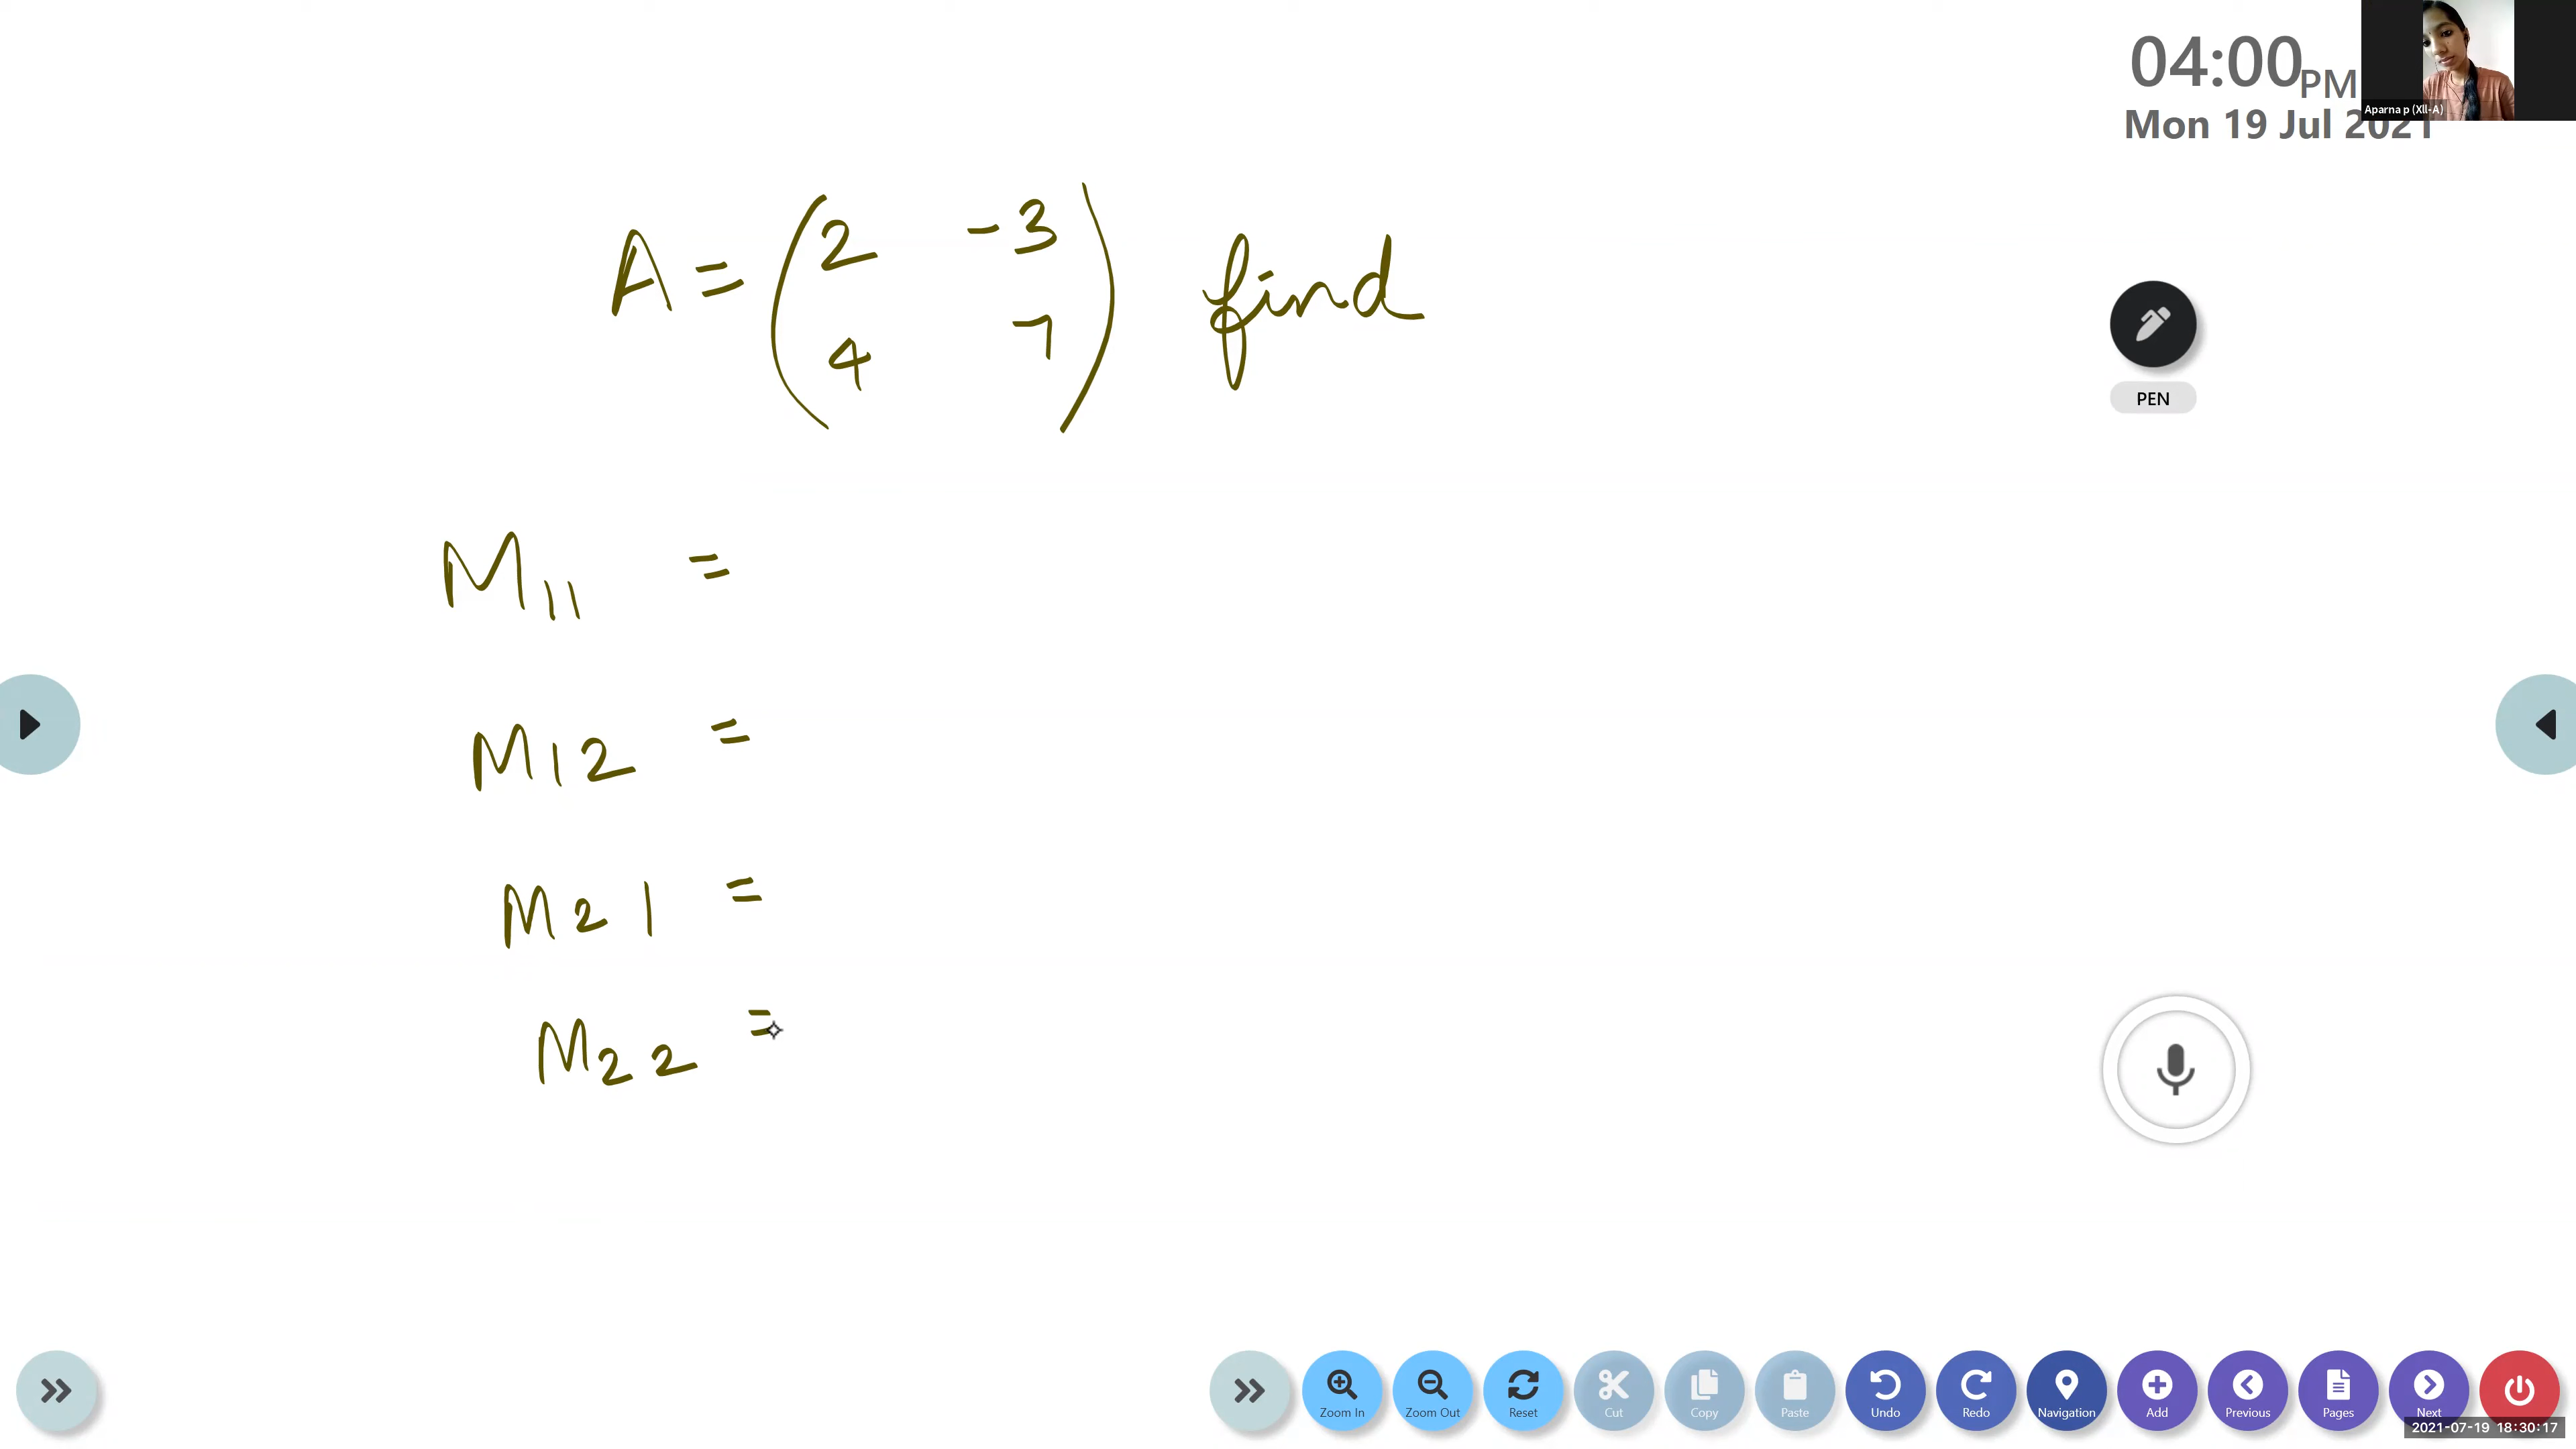 04:00 PM
Mon 19 Jul 2021
Aparna p (XII-A)
A = ( 2 -3
4 7 ) find
PEN
M11 =
M12 =
M21 =
M22 =
Zoom In Zoom Out Reset Cut Copy Paste Undo Redo Navigation Add Previous Pages Next
2021-07-19 18:30:17